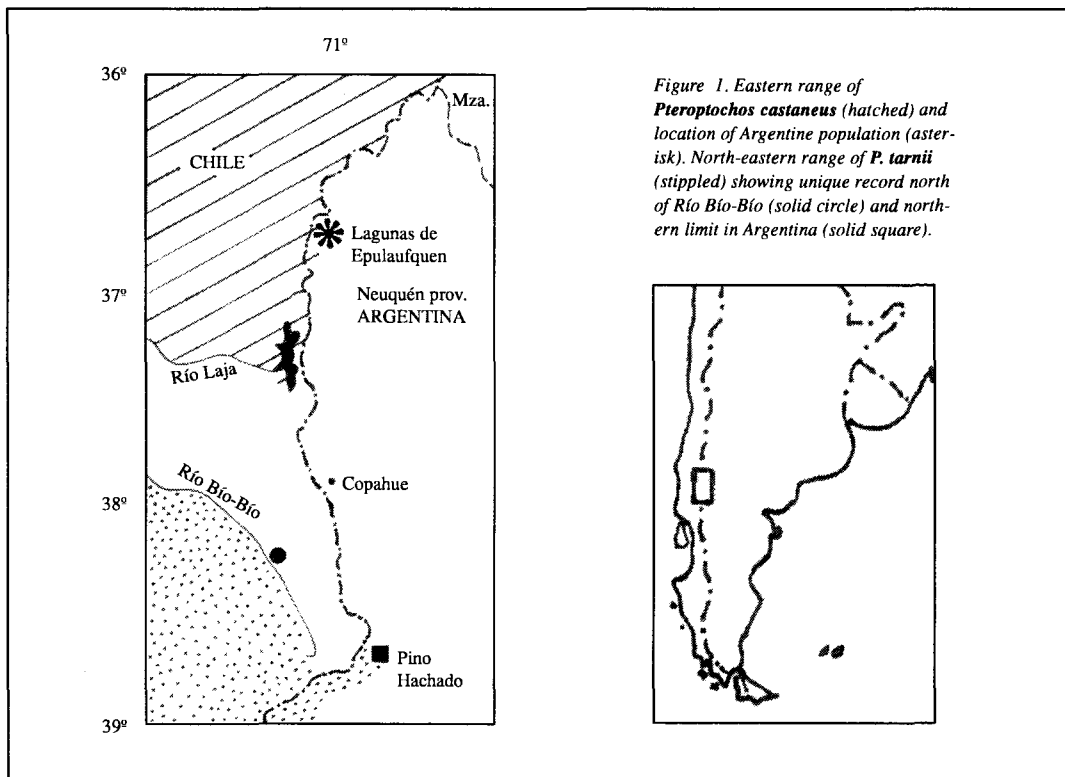 71º
36º
Mza.
CHILE
Lagunas de
Epulaufquen
37º
Neuquén prov.
ARGENTINA
Río Laja
Copahue
Río Bío-Bío
38º
Pino
Hachado
39º
Figure 1. Eastern range of
Pteroptochos castaneus (hatched) and
location of Argentine population (aster-
isk). North-eastern range of P. tarnii
(stippled) showing unique record north
of Río Bío-Bío (solid circle) and north-
ern limit in Argentina (solid square).